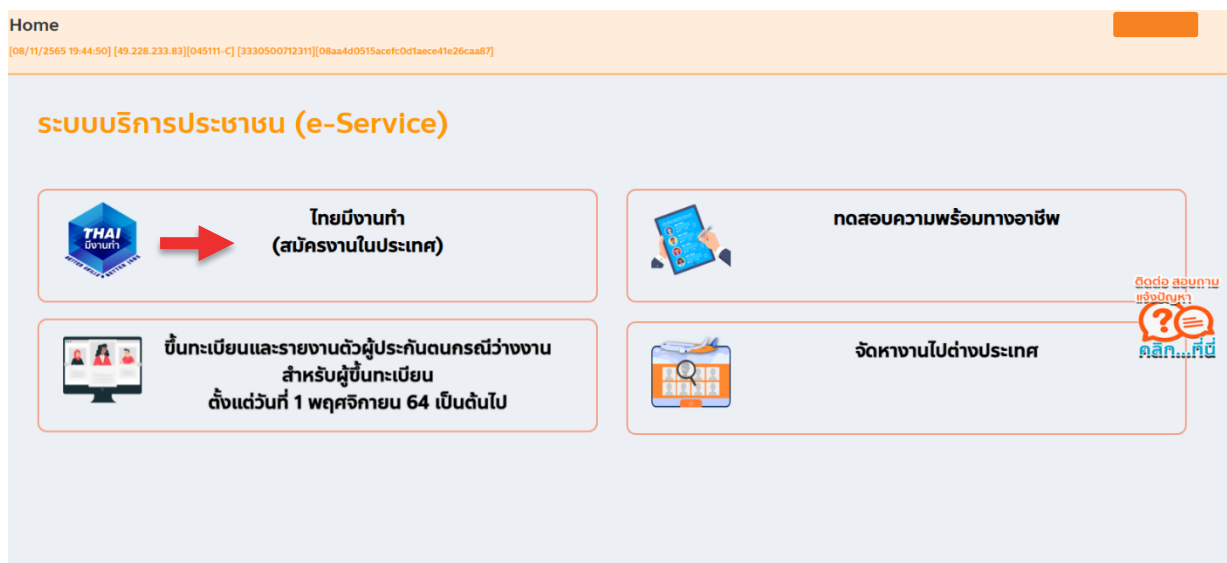 Home
[08/11/2565 19:44:50] [49.228.233.83][045111-C] [3330500712311][08aa4d0515acefc0d1aece41e26caa87]
ระบบบริการประชาชน (e-Service)
THAI
มีงานทำ
BETTER SKILLS BETTER JOBS
ไทยมีงานทำ
(สมัครงานในประเทศ)
ทดสอบความพร้อมทางอาชีพ
ติดต่อ สอบถาม
แจ้งปัญหา
คลิก...ที่นี่
ขึ้นทะเบียนและรายงานตัวผู้ประกันตนกรณีว่างงาน
สำหรับผู้ขึ้นทะเบียน
ตั้งแต่วันที่ 1 พฤศจิกายน 64 เป็นต้นไป
จัดหางานไปต่างประเทศ